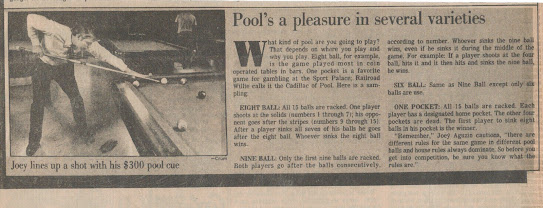 Pool's a pleasure in several varieties
What kind of pool are you going to play?
That depends on where you play and
why you play. Eight ball, for example,
is the game played most in coin
operated tables in bars. One pocket is a favorite
game for gambling at the Sport Palace; Railroad
Willie calls it the Cadillac of Pool. Here is a sam-
pling.
EIGHT BALL: All 15 balls are racked. One player
shoots at the solids (numbers 1 through 7); his opp-
onent goes after the stripes (numbers 9 through 15).
After a player sinks all seven of his balls he goes
after the eight ball. Whoever sinks the eight ball
wins.
NINE BALL: Only the first nine balls are racked.
Both players go after the balls consecutively,
according to number. Whoever sinks the nine ball
wins, even if he sinks it during the middle of the
game. For example: If a player shoots at the four
ball, hits it and it then hits and sinks the nine ball,
he wins.
SIX BALL: Same as Nine Ball except only six
balls are use.
ONE POCKET: All 15 balls are racked. Each
player has a designated home pocket. The other four
pockets are dead. The first player to sink eight
balls in his pocket is the winner.
"Remember," Joey Aguzin cautions, "there are
different rules for the same game in different pool
halls and house rules always dominate. So before you
get into competition, be sure you know what the
rules are."
Joey lines up a shot with his $300 pool cue